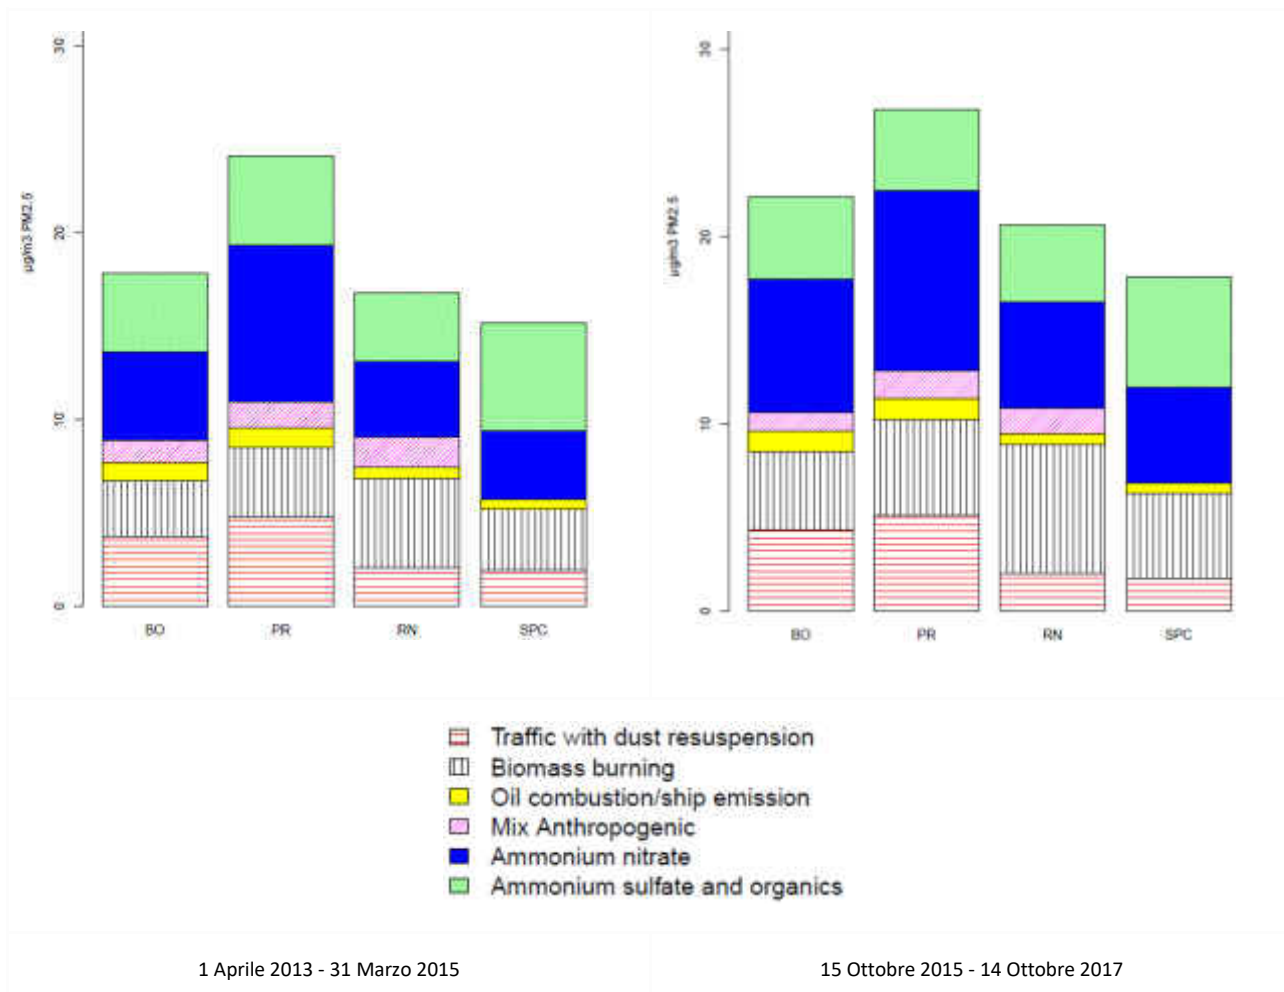 30
20
10
0
µg/m3 PM2.5
BO PR RN SPC
30
20
10
0
µg/m3 PM2.5
BO PR RN SPC
Traffic with dust resuspension
Biomass burning
Oil combustion/ship emission
Mix Anthropogenic
Ammonium nitrate
Ammonium sulfate and organics
1 Aprile 2013 - 31 Marzo 2015
15 Ottobre 2015 - 14 Ottobre 2017